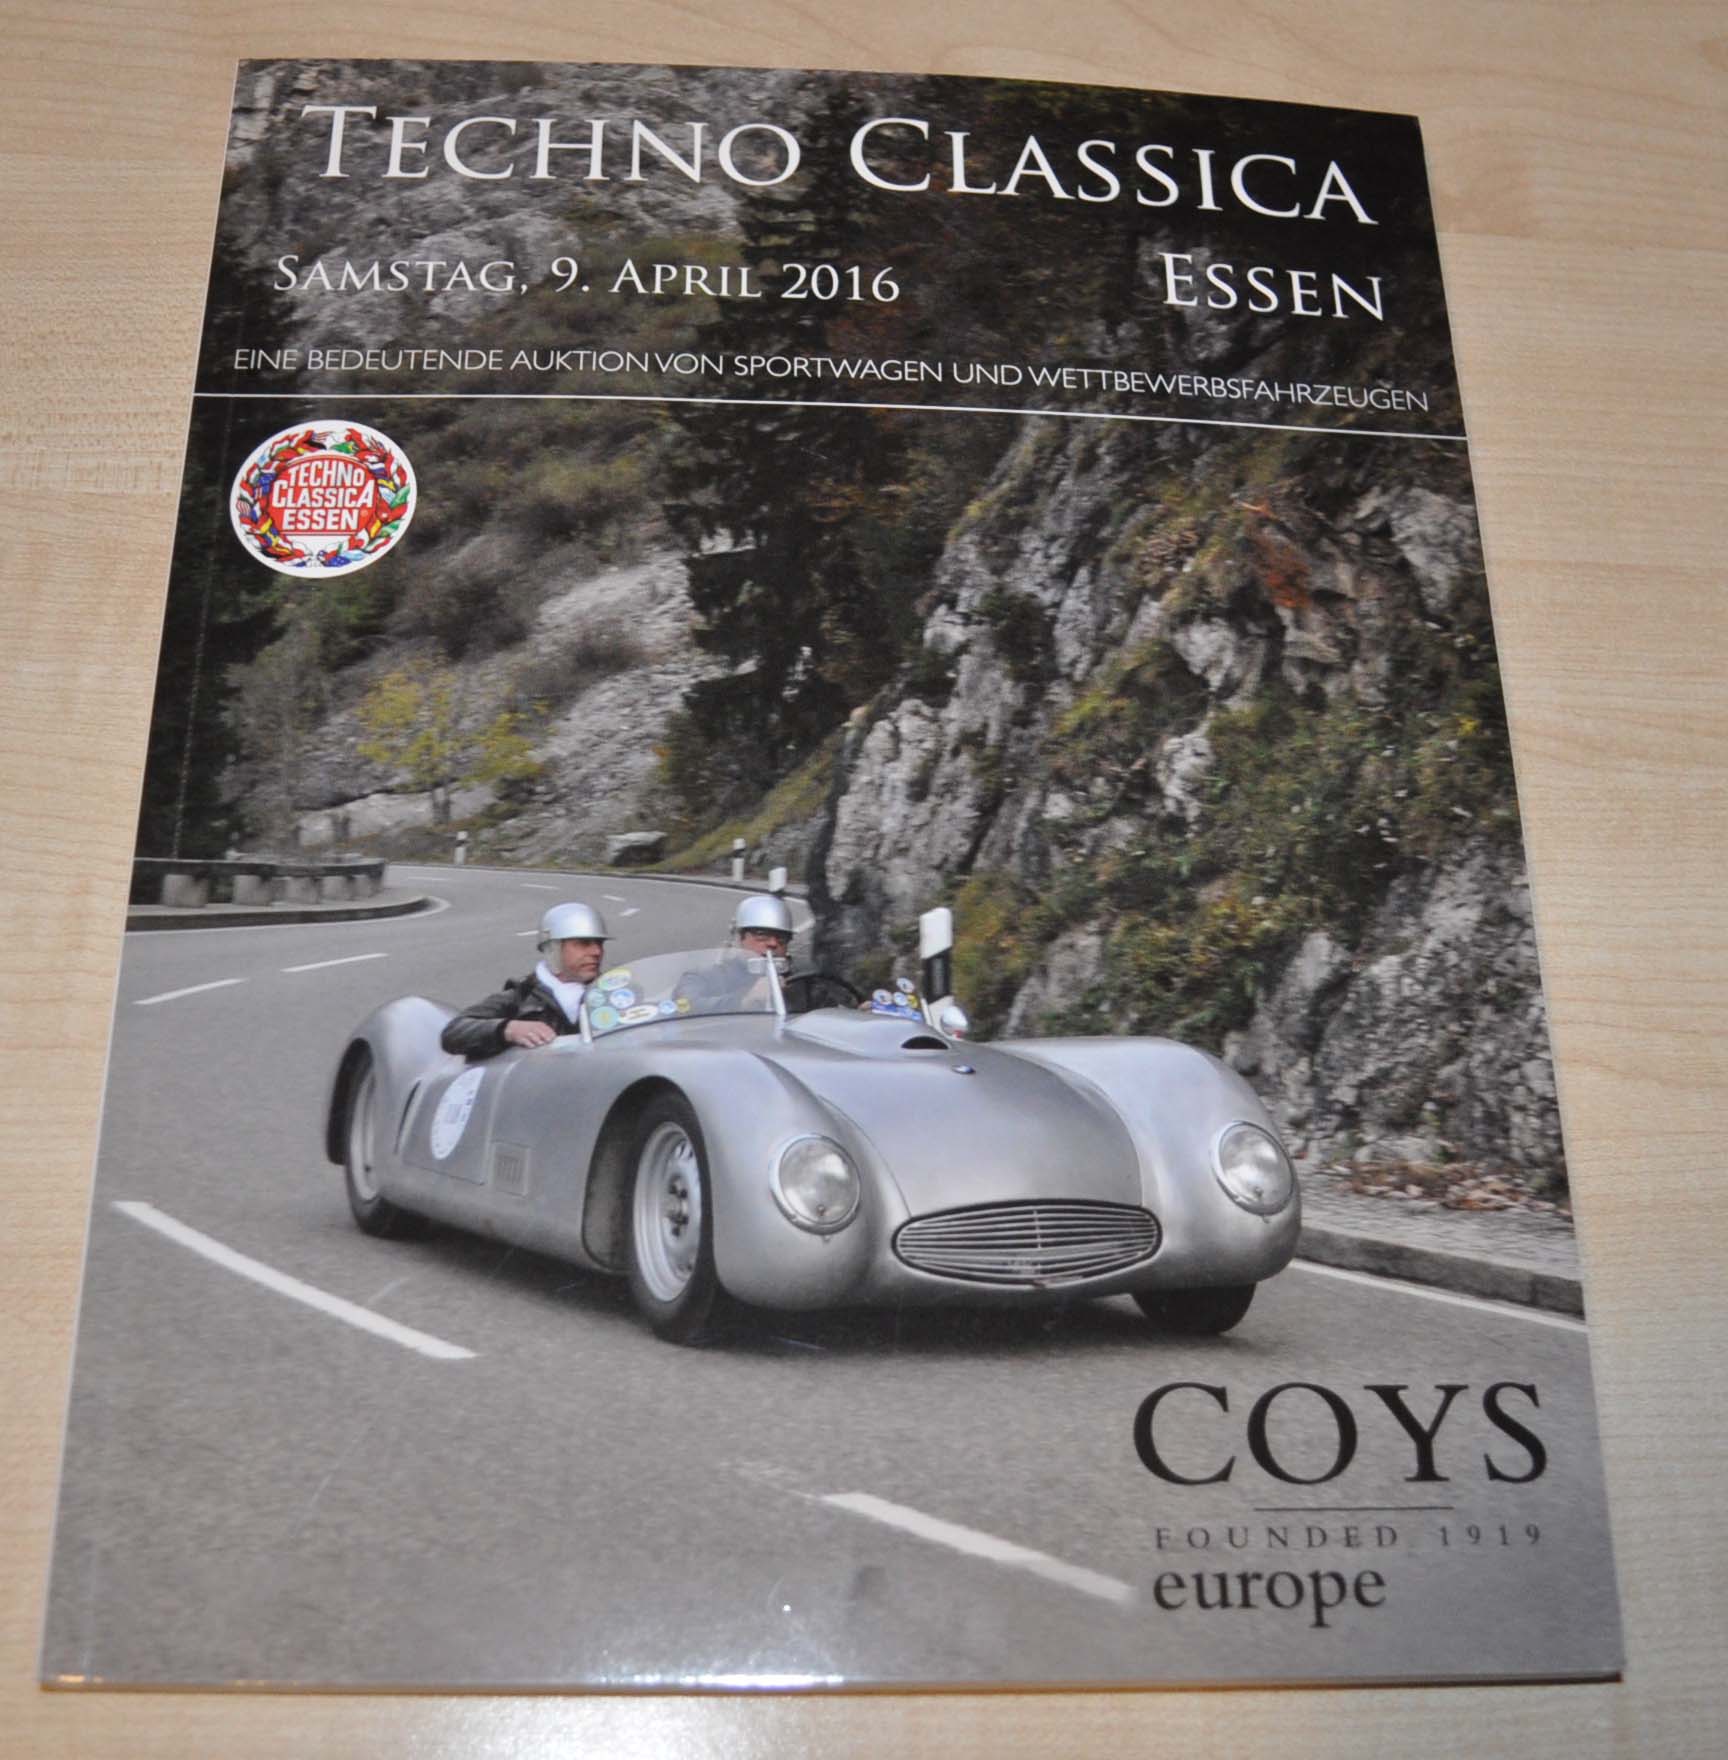 TECHNO CLASSICA
SAMSTAG, 9. APRIL 2016
ESSEN
EINE BEDEUTENDE AUKTION VON SPORTWAGEN UND WETTBEWERBSFAHRZEUGEN
TECHNO
CLASSICA
ESSEN
COYS
FOUNDED 1919
europe